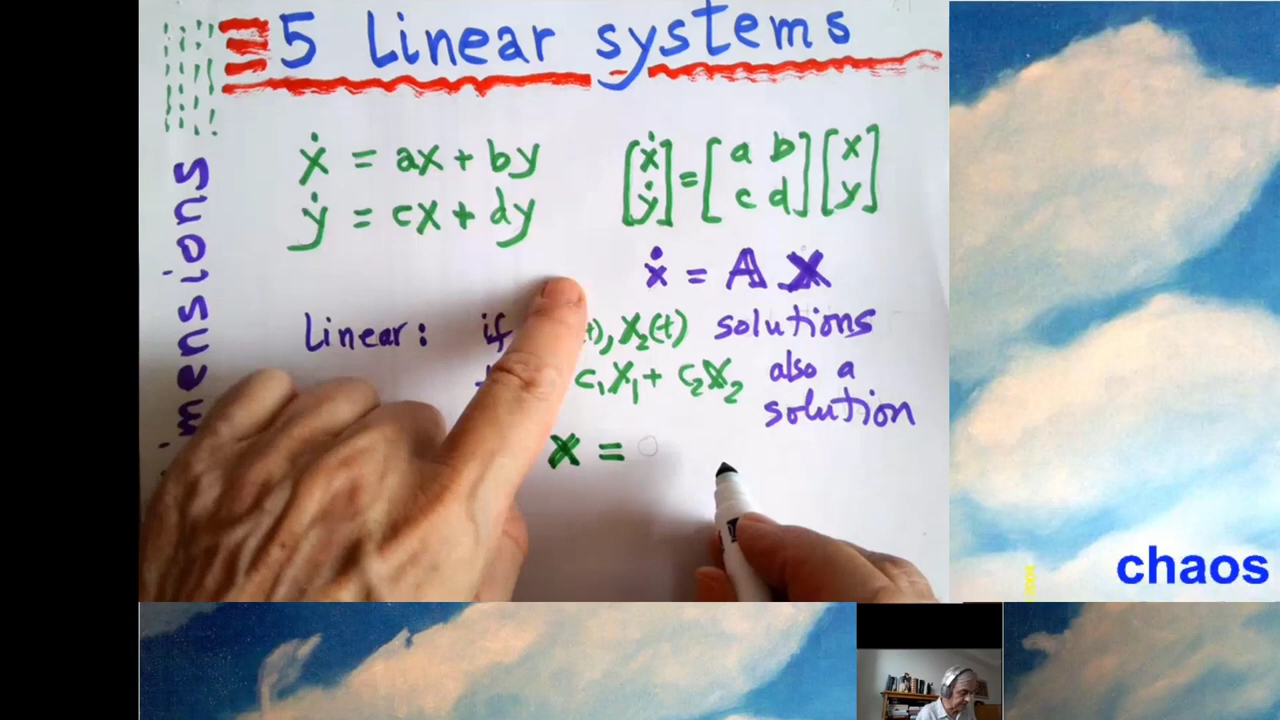 5 Linear systems
ẋ = ax + by
ẏ = cx + dy
[ẋ ẏ] = [a b c d] [x y]
ẋ = A X
Linear: if (t), X₂(t) solutions
c₁X₁ + c₂X₂ also a
solution
X =
mensions
chaos